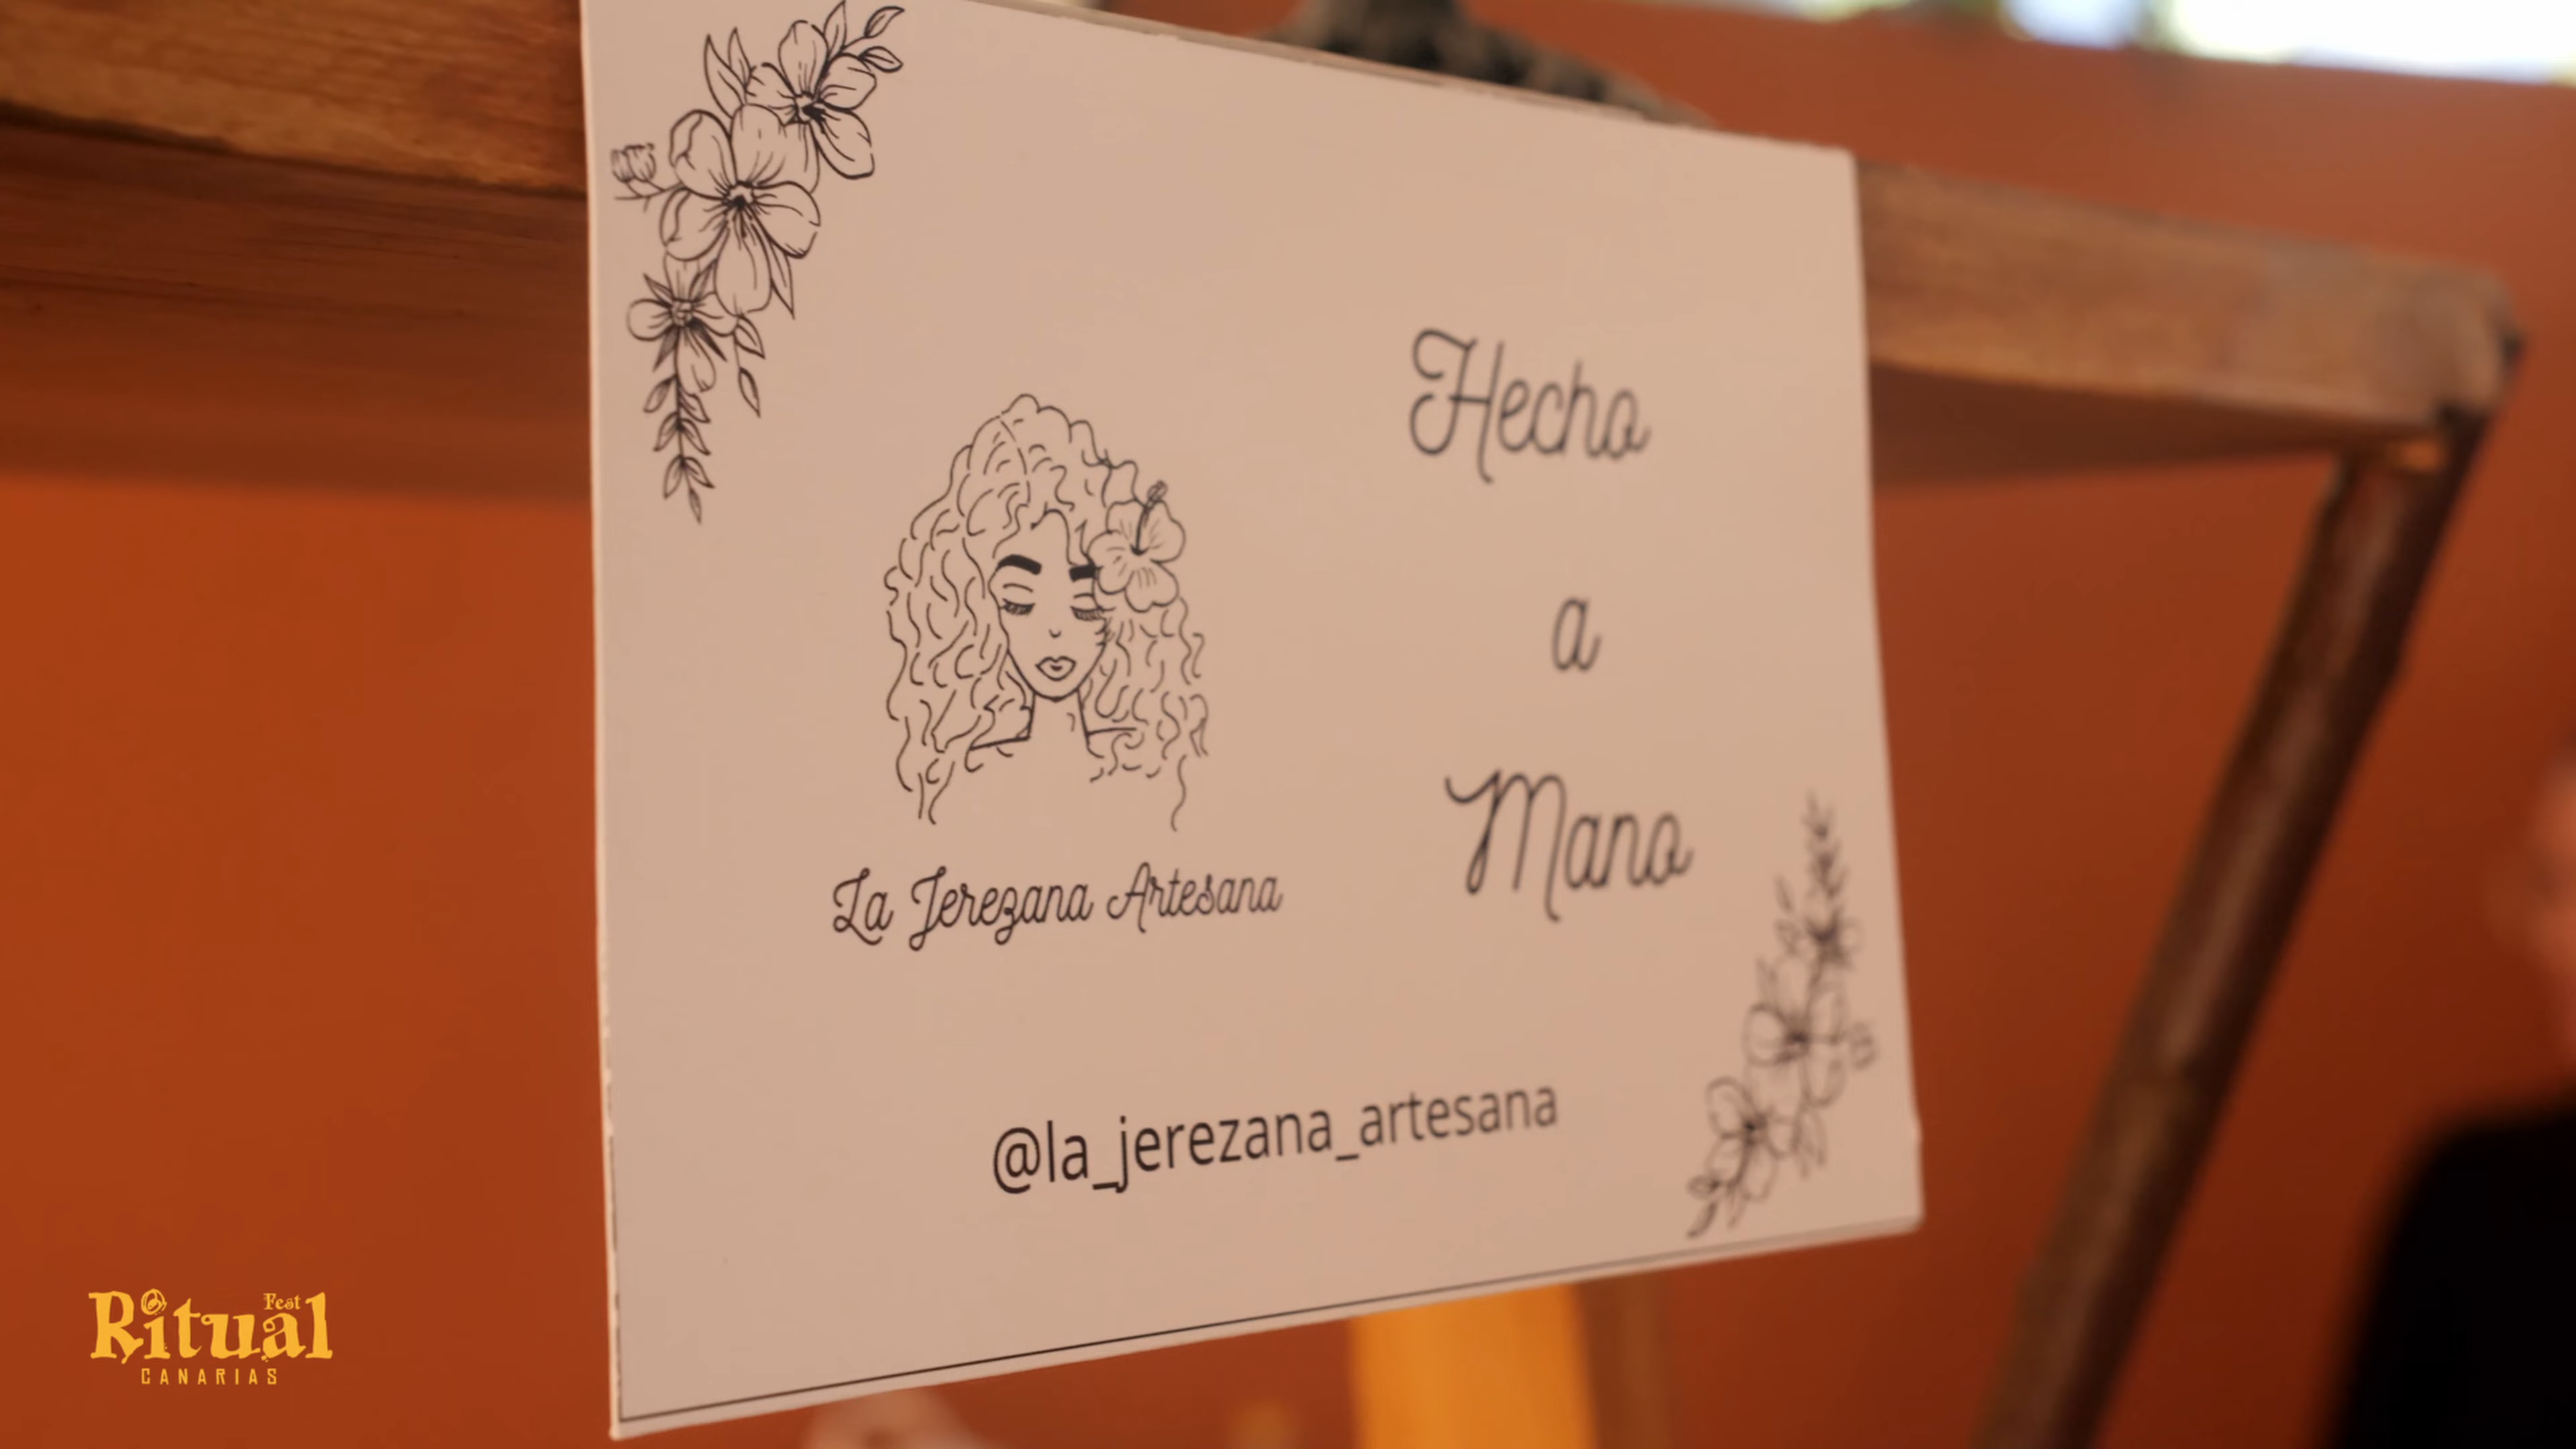 Hecho
a
Mano
La Jerezana Artesana
@la_jerezana_artesana
Ritual Fest
CANARIAS